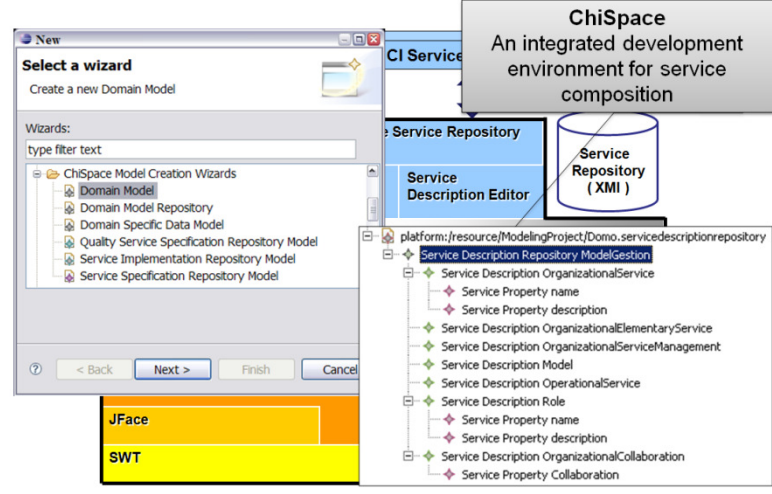 ChiSpace
An integrated development
environment for service
composition
New
Select a wizard
Create a new Domain Model
Wizards:
type filter text
ChiSpace Model Creation Wizards
Domain Model
Domain Model Repository
Domain Specific Data Model
Quality Service Specification Repository Model
Service Implementation Repository Model
Service Specification Repository Model
? < Back Next > Finish Cancel
CI Service
Service Repository
Service
Description Editor
Service
Repository
( XMI )
platform:/resource/ModelingProject/Domo.servicedescriptionrepository
Service Description Repository ModelGestion
Service Description OrganizationalService
Service Property name
Service Property description
Service Description OrganizationalElementaryService
Service Description OrganizationalServiceManagement
Service Description Model
Service Description OperationalService
Service Description Role
Service Property name
Service Property description
Service Description OrganizationalCollaboration
Service Property Collaboration
JFace
SWT